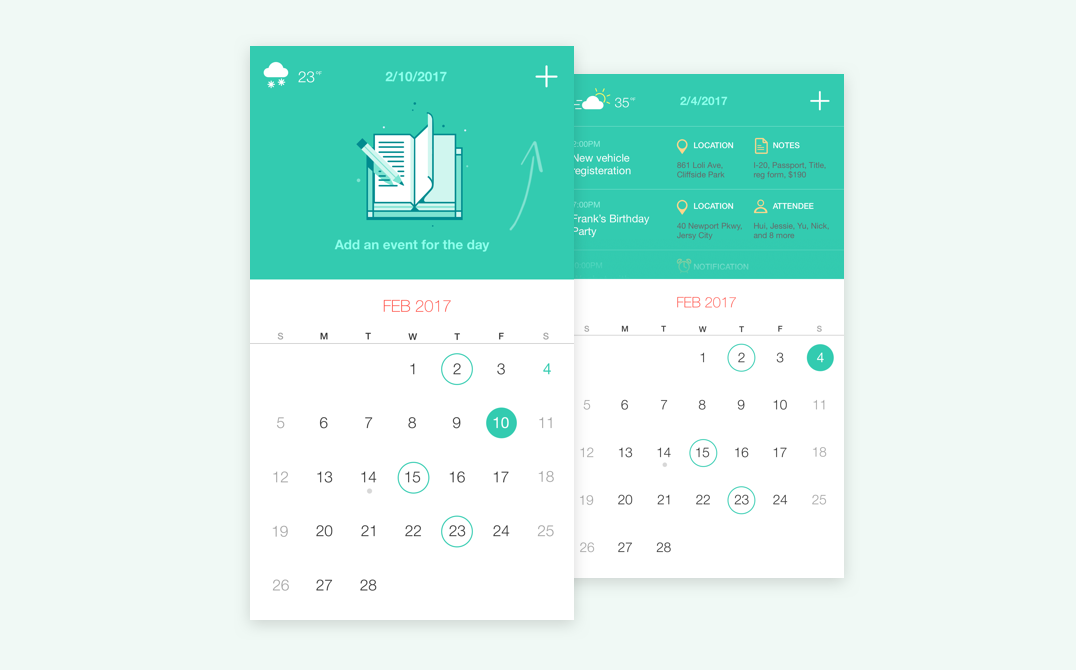 23°F
2/10/2017
Add an event for the day
FEB 2017
S M T W T F S
1 2 3 4
5 6 7 8 9 10 11
12 13 14 15 16 17 18
19 20 21 22 23 24 25
26 27 28
35°F
2/4/2017
:00PM
New vehicle
registeration
LOCATION
861 Loli Ave,
Cliffside Park
NOTES
I-20, Passport, Title,
reg form, $190
7:00PM
Frank's Birthday
Party
LOCATION
40 Newport Pkwy,
Jersy City
ATTENDEE
Hui, Jessie, Yu, Nick,
and 8 more
NOTIFICATION
FEB 2017
S M T W T F S
1 2 3 4
5 6 7 8 9 10 11
12 13 14 15 16 17 18
19 20 21 22 23 24 25
26 27 28